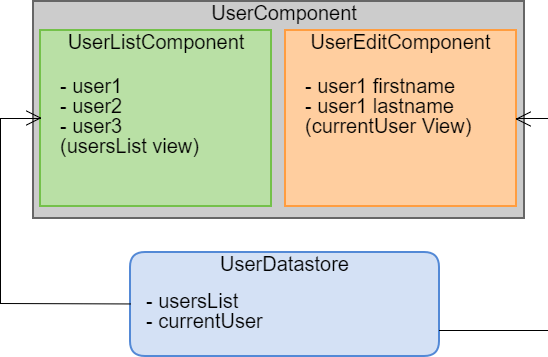 UserComponent
UserListComponent
- user1
- user2
- user3
(usersList view)
UserEditComponent
- user1 firstname
- user1 lastname
(currentUser View)
UserDatastore
- usersList
- currentUser